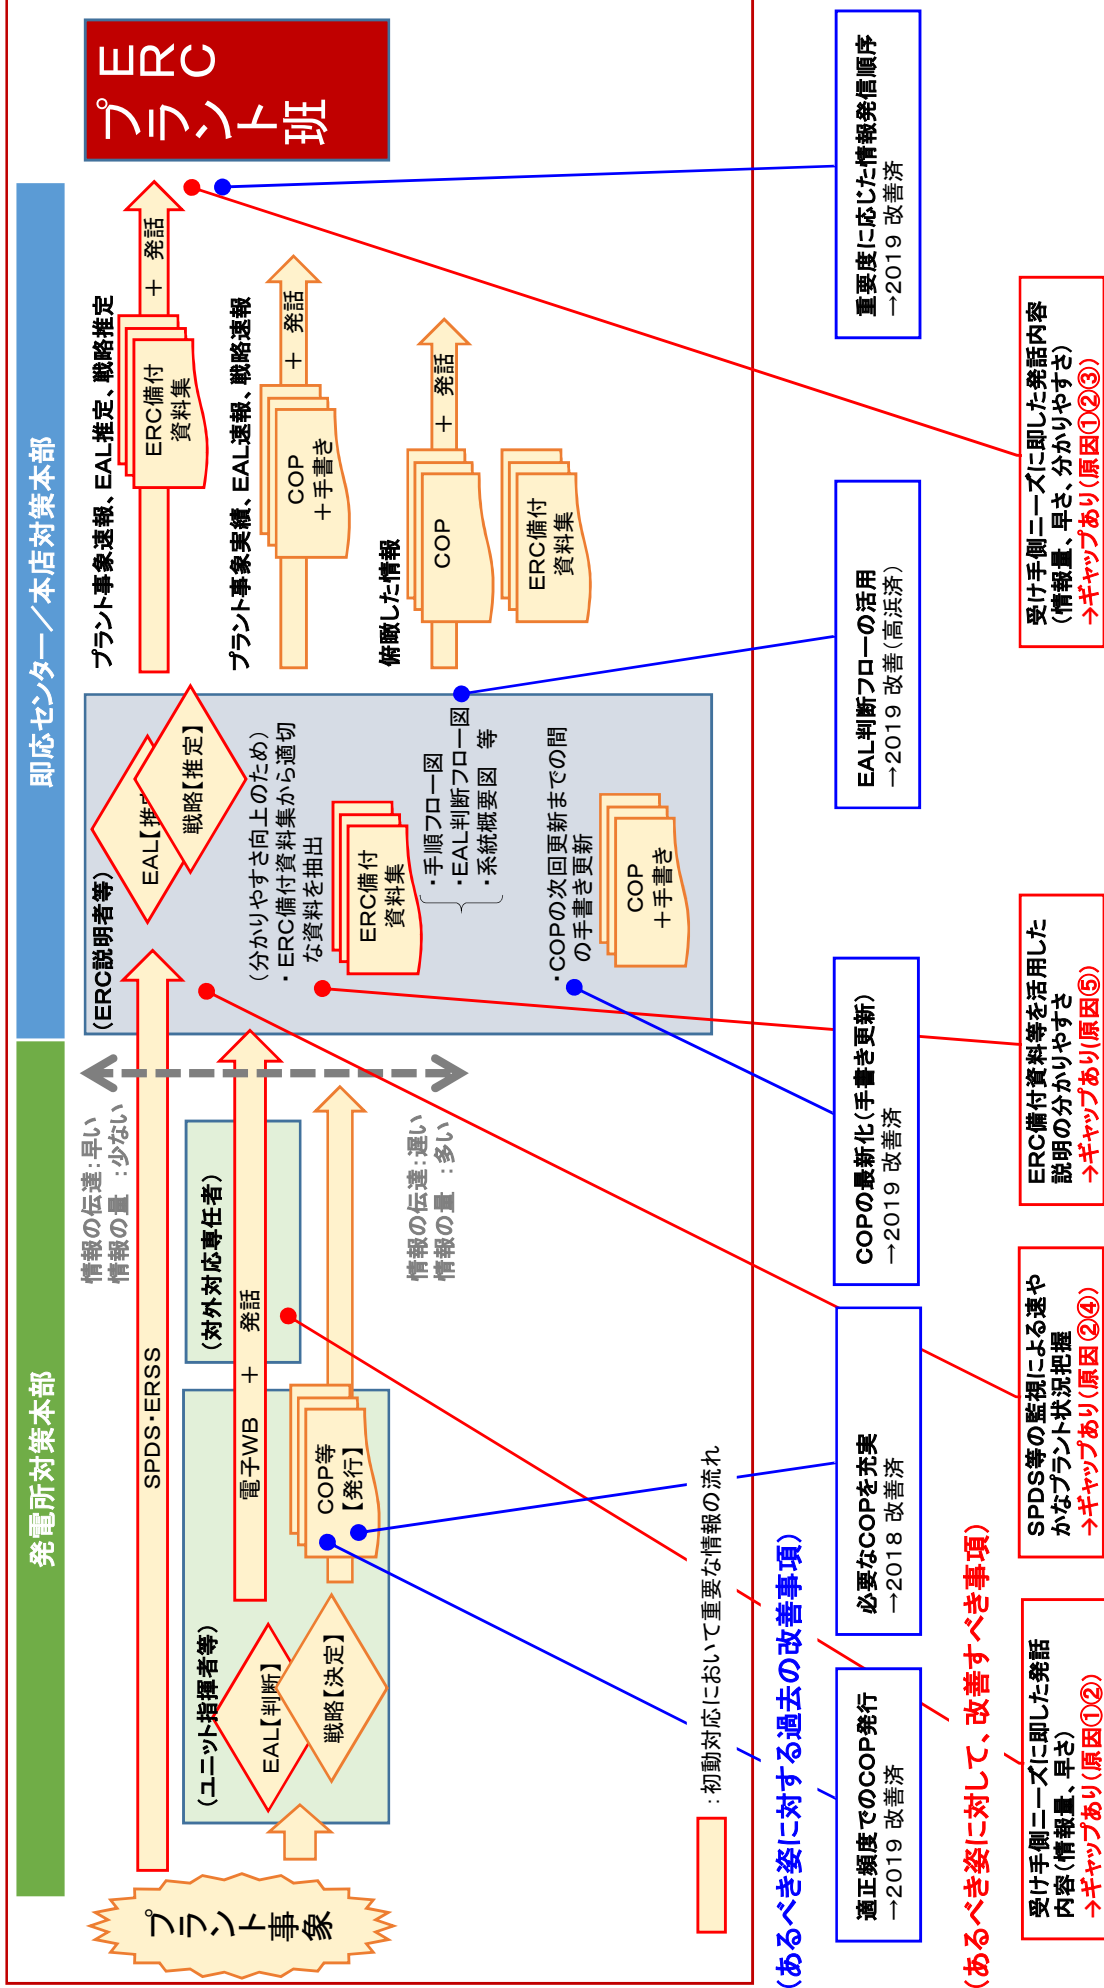 発電所対策本部
即応センター／本店対策本部
プラント
事象
(ユニット指揮者等)
EAL【判断】
戦略【決定】
SPDS・ERSS
電子WB ＋ 発話
COP等
【発行】
(対外対応専任者)
情報の伝達：早い
情報の量 ：少ない
情報の伝達：遅い
情報の量 ：多い
(ERC説明者等)
EAL【推定
戦略【推定】
(分かりやすさ向上のため)
・ERC備付資料集から適切
な資料を抽出
ERC備付
資料集
・手順フロー図
・EAL判断フロー図
・系統概要図 等
・COPの次回更新までの間
の手書き更新
COP
＋手書き
プラント事象速報、EAL推定、戦略推定
ERC備付
資料集
＋ 発話
プラント事象実績、EAL速報、戦略速報
COP
＋手書き
＋ 発話
俯瞰した情報
COP
＋ 発話
ERC備付
資料集
ERC
プラント
班
：初動対応において重要な情報の流れ
(あるべき姿に対する過去の改善事項)
適正頻度でのCOP発行
→2019 改善済
必要なCOPを充実
→2018 改善済
COPの最新化(手書き更新)
→2019 改善済
EAL判断フローの活用
→2019 改善(高浜済)
重要度に応じた情報発信順序
→2019 改善済
(あるべき姿に対して、改善すべき事項)
受け手側ニーズに即した発話
内容(情報量、早さ)
→ギャップあり(原因①②)
SPDS等の監視による速や
かなプラント状況把握
→ギャップあり(原因②④)
ERC備付資料等を活用した
説明の分かりやすさ
→ギャップあり(原因⑤)
受け手側ニーズに即した発話内容
(情報量、早さ、分かりやすさ)
→ギャップあり(原因①②③)